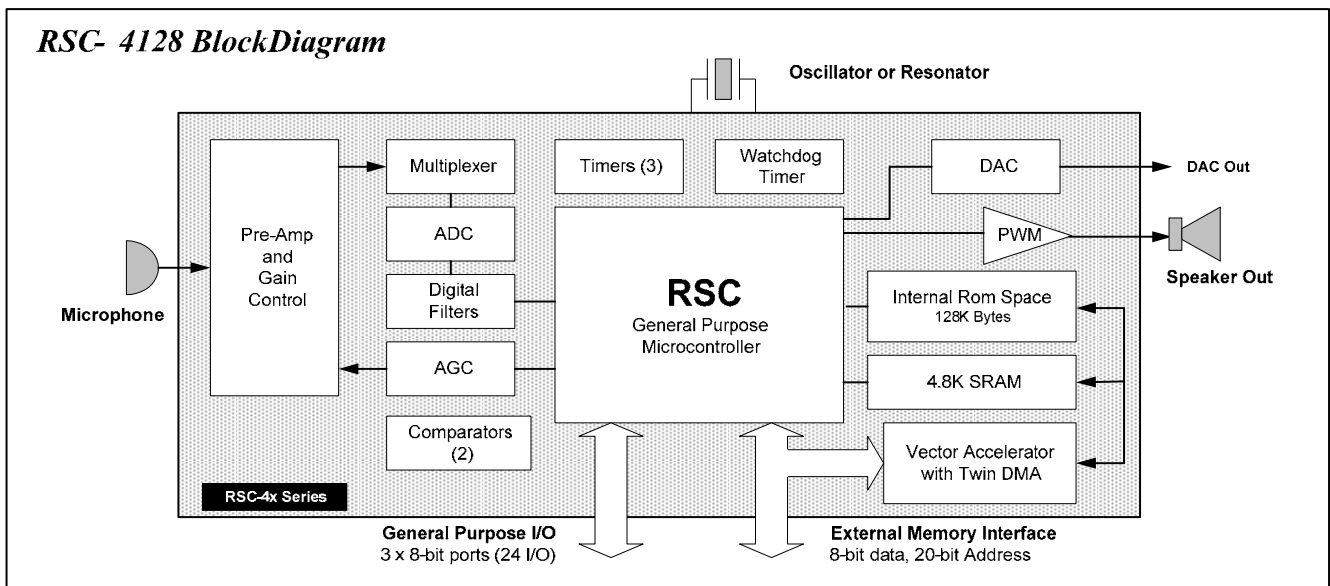 RSC- 4128 BlockDiagram
Oscillator or Resonator
Pre-Amp
and
Gain
Control
Multiplexer
Timers (3)
Watchdog
Timer
DAC
DAC Out
ADC
PWM
Speaker Out
Microphone
Digital
Filters
RSC
General Purpose
Microcontroller
Internal Rom Space
128K Bytes
AGC
4.8K SRAM
Comparators
(2)
Vector Accelerator
with Twin DMA
RSC-4x Series
General Purpose I/O
3 x 8-bit ports (24 I/O)
External Memory Interface
8-bit data, 20-bit Address